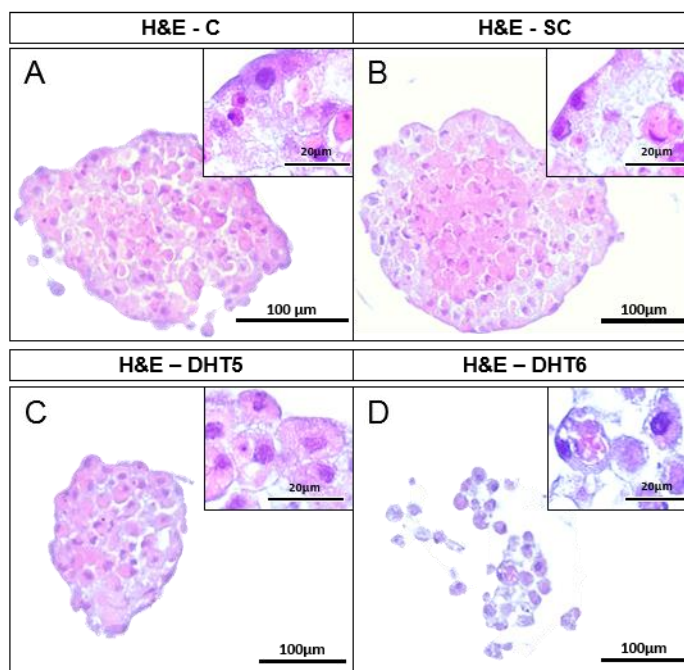 H&E - C
H&E - SC
A
20µm
100 µm
B
20µm
100µm
H&E – DHT5
H&E – DHT6
C
20µm
100µm
D
20µm
100µm